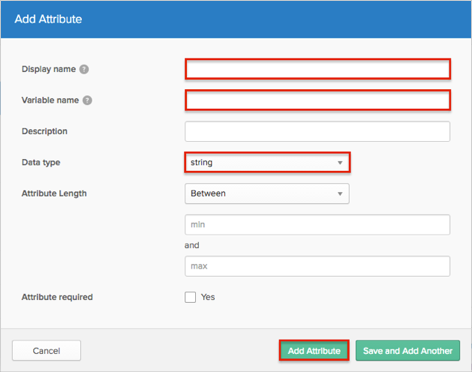 Add Attribute
Display name ?
Variable name ?
Description
Data type
string
Attribute Length
Between
min
and
max
Attribute required
Yes
Cancel
Add Attribute
Save and Add Another